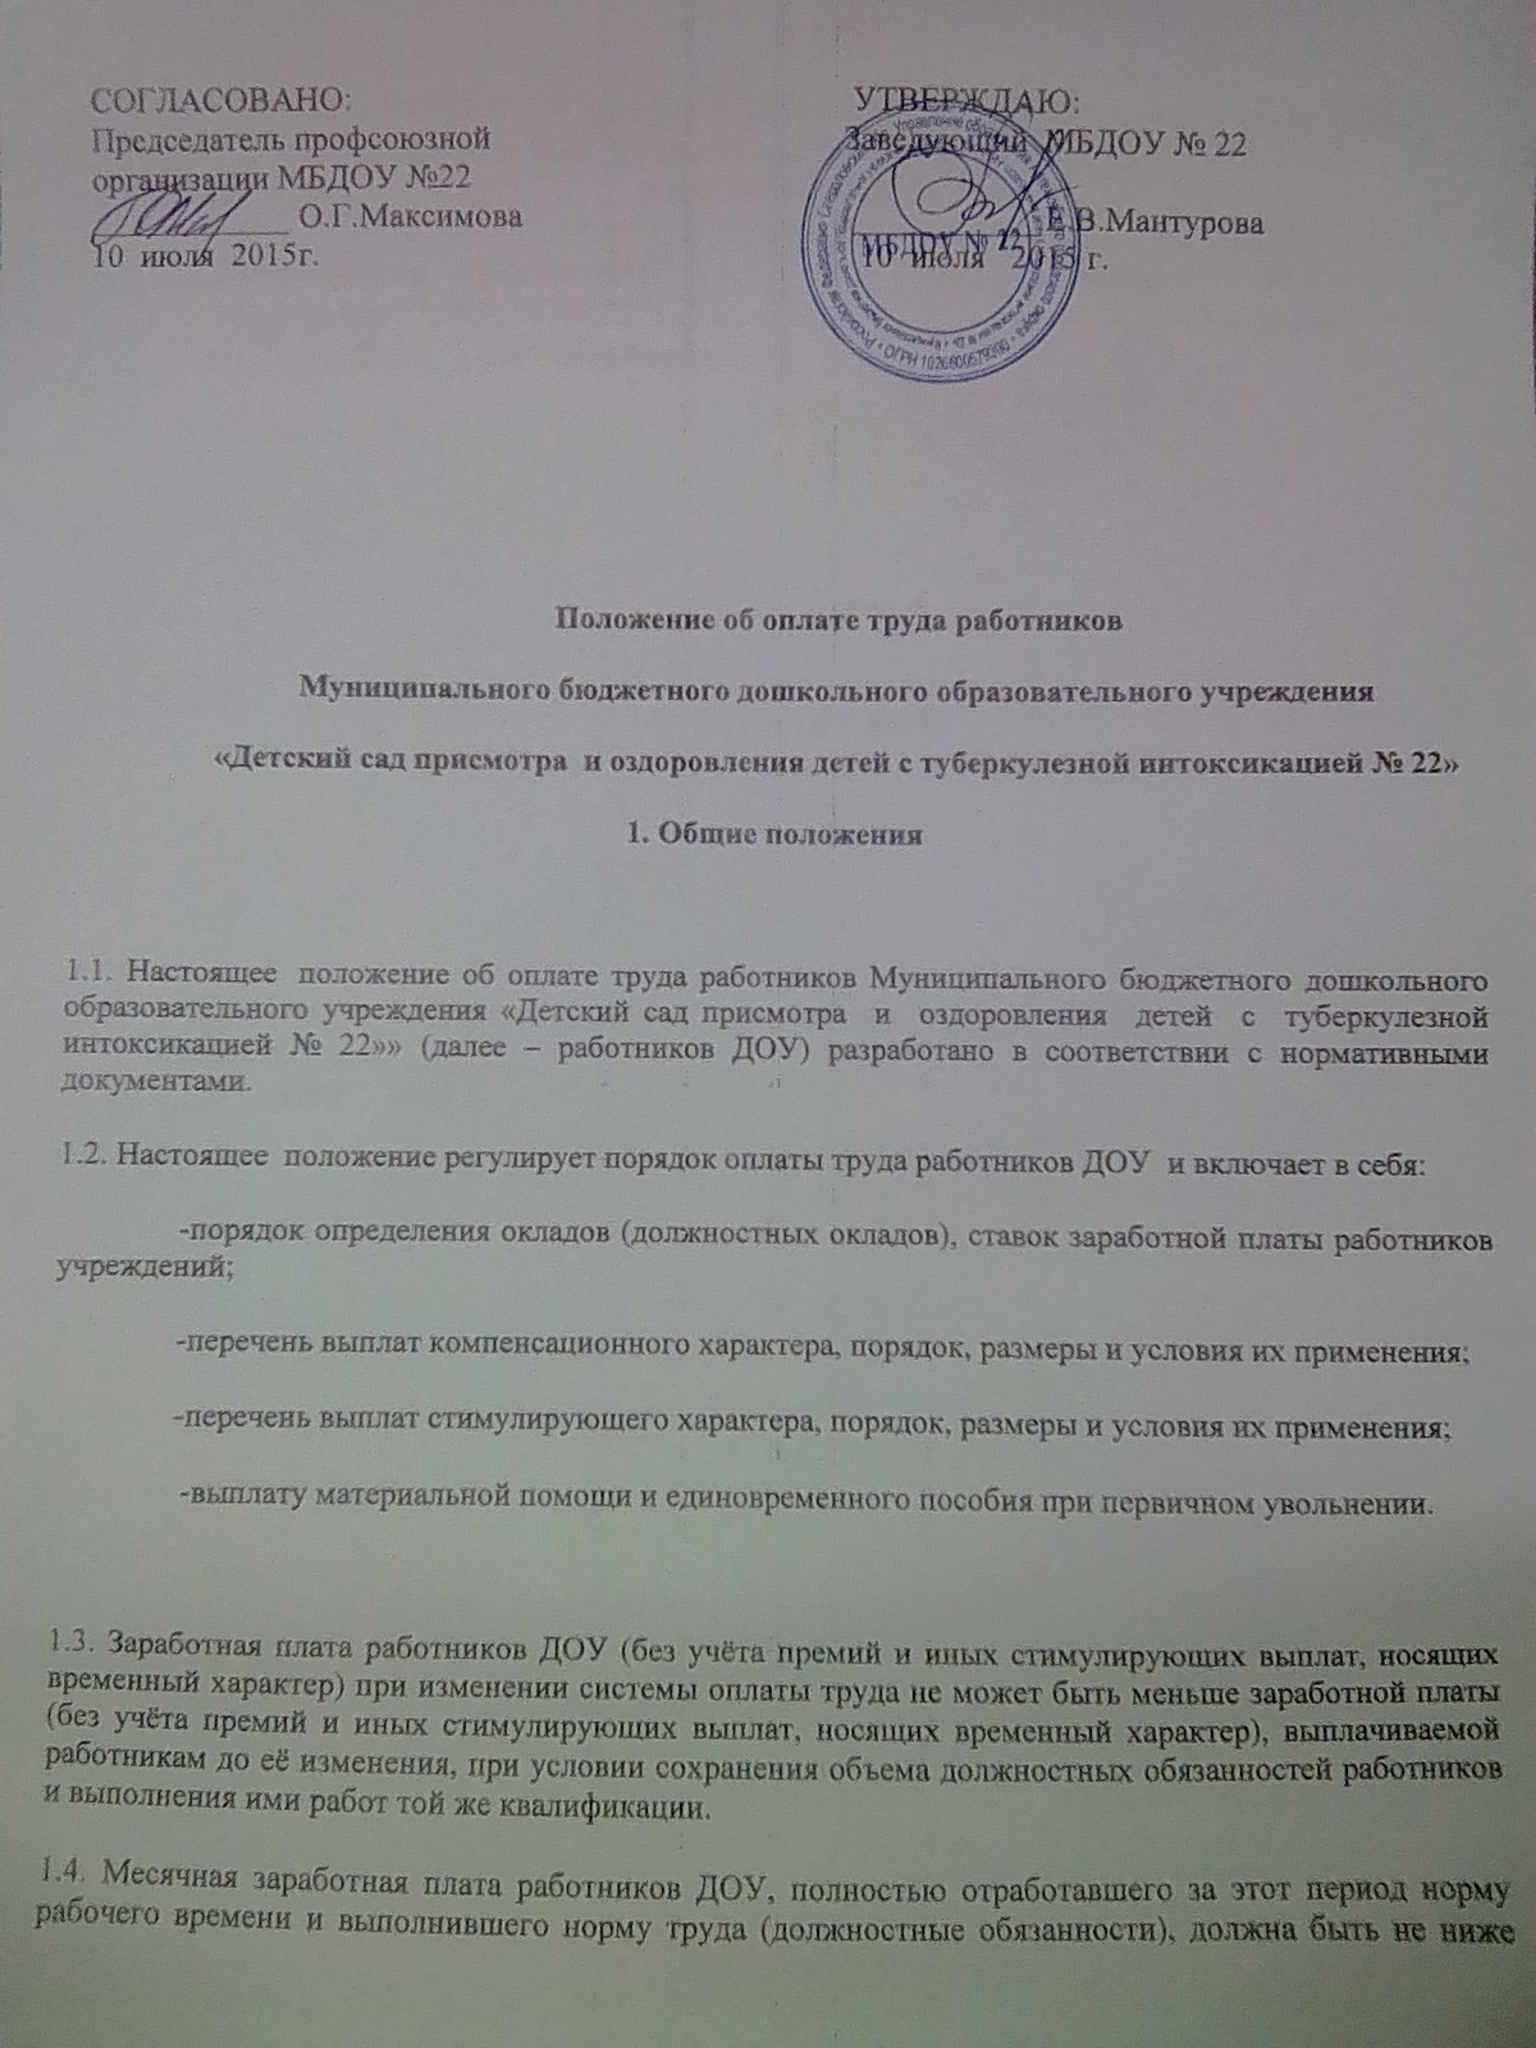 СОГЛАСОВАНО:
Председатель профсоюзной
организации МБДОУ №22
О.Г.Максимова
10 июля 2015г.
УТВЕРЖДАЮ:
Заведующий МБДОУ № 22
Е.В.Мантурова
МБДОУ № 22
10 июля 2015 г.
Положение об оплате труда работников
Муниципального бюджетного дошкольного образовательного учреждения
«Детский сад присмотра и оздоровления детей с туберкулезной интоксикацией № 22»
1. Общие положения
1.1. Настоящее положение об оплате труда работников Муниципального бюджетного дошкольного
образовательного учреждения «Детский сад присмотра и оздоровления детей с туберкулезной
интоксикацией № 22»» (далее – работников ДОУ) разработано в соответствии с нормативными
документами.
1.2. Настоящее положение регулирует порядок оплаты труда работников ДОУ и включает в себя:
-порядок определения окладов (должностных окладов), ставок заработной платы работников
учреждений;
-перечень выплат компенсационного характера, порядок, размеры и условия их применения;
-перечень выплат стимулирующего характера, порядок, размеры и условия их применения;
-выплату материальной помощи и единовременного пособия при первичном увольнении.
1.3. Заработная плата работников ДОУ (без учёта премий и иных стимулирующих выплат, носящих
временный характер) при изменении системы оплаты труда не может быть меньше заработной платы
(без учёта премий и иных стимулирующих выплат, носящих временный характер), выплачиваемой
работникам до её изменения, при условии сохранения объема должностных обязанностей работников
и выполнения ими работ той же квалификации.
1.4. Месячная заработная плата работников ДОУ, полностью отработавшего за этот период норму
рабочего времени и выполнившего норму труда (должностные обязанности), должна быть не ниже